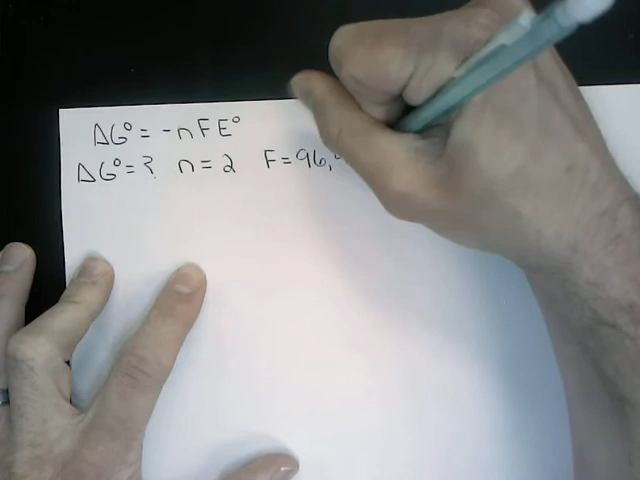 ΔG° = -nFE°
ΔG° = ? n = 2 F = 96,